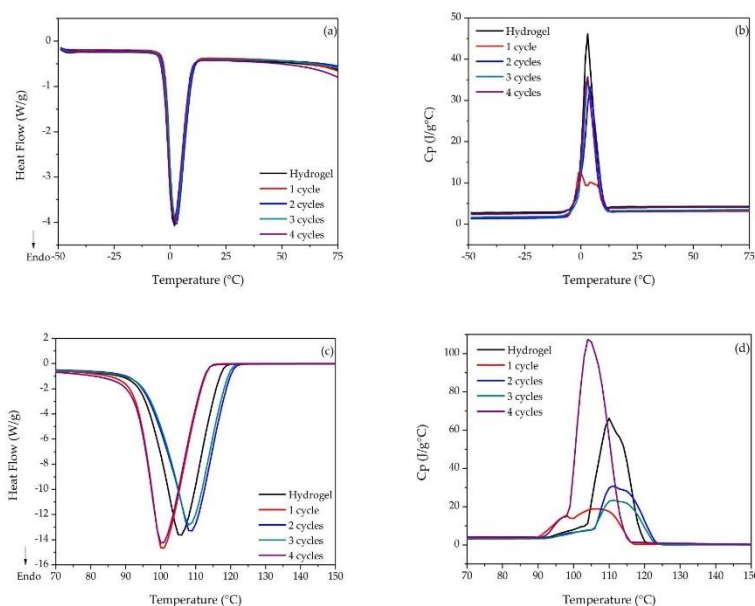 (a)
Heat Flow (W/g)
0
-1
-2
-3
-4
Hydrogel
1 cycle
2 cycles
3 cycles
4 cycles
Endo
-50 -25 0 25 50 75
Temperature (°C)
(b)
Cp (J/g°C)
50
40
30
20
10
0
Hydrogel
1 cycle
2 cycles
3 cycles
4 cycles
-50 -25 0 25 50 75
Temperature (°C)
(c)
Heat Flow (W/g)
2
0
-2
-4
-6
-8
-10
-12
-14
-16
Hydrogel
1 cycle
2 cycles
3 cycles
4 cycles
Endo
70 80 90 100 110 120 130 140 150
Temperature (°C)
(d)
Cp (J/g°C)
100
80
60
40
20
0
Hydrogel
1 cycle
2 cycles
3 cycles
4 cycles
70 80 90 100 110 120 130 140 150
Temperature (°C)